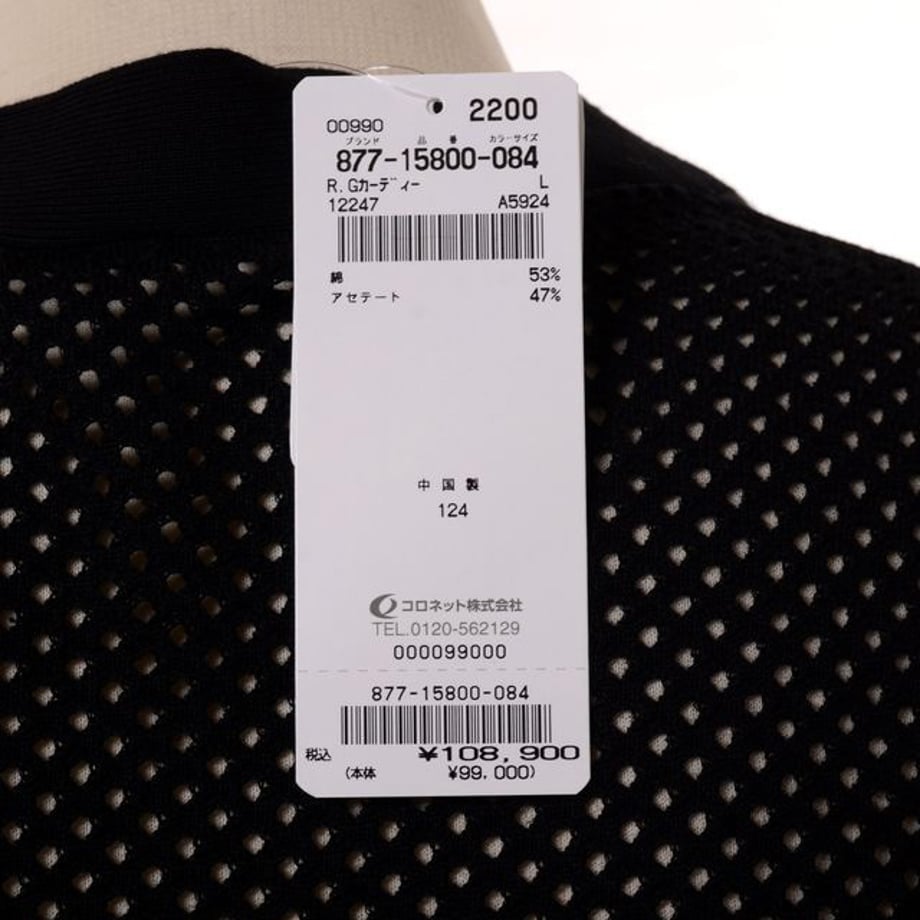 2200
00990
ブランド 品番 カラーサイズ
877-15800-084
R.Gカーディー L
12247 A5924
綿 53%
アセテート 47%
中国製
124
コロネット株式会社
TEL.0120-562129
000099000
877-15800-084
税込 ¥108,900
(本体 ¥99.000)